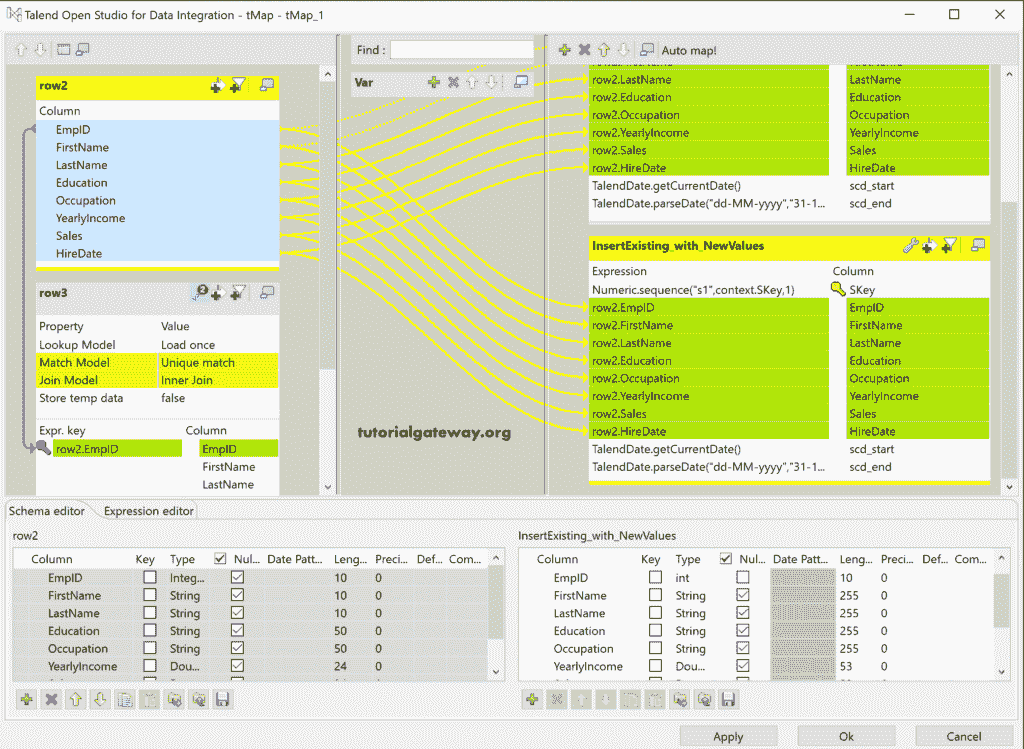 Talend Open Studio for Data Integration - tMap - tMap_1
Find :
Auto map!
row2
Column
EmpID
FirstName
LastName
Education
Occupation
YearlyIncome
Sales
HireDate
row3
Property Value
Lookup Model Load once
Match Model Unique match
Join Model Inner Join
Store temp data false
Expr. key Column
row2.EmpID EmpID
FirstName
LastName
Var
tutorialgateway.org
row2.LastName LastName
row2.Education Education
row2.Occupation Occupation
row2.YearlyIncome YearlyIncome
row2.Sales Sales
row2.HireDate HireDate
TalendDate.getCurrentDate() scd_start
TalendDate.parseDate("dd-MM-yyyy","31-1... scd_end
InsertExisting_with_NewValues
Expression Column
Numeric.sequence("s1",context.SKey,1) SKey
row2.EmpID EmpID
row2.FirstName FirstName
row2.LastName LastName
row2.Education Education
row2.Occupation Occupation
row2.YearlyIncome YearlyIncome
row2.Sales Sales
row2.HireDate HireDate
TalendDate.getCurrentDate() scd_start
TalendDate.parseDate("dd-MM-yyyy","31-1... scd_end
Schema editor Expression editor
row2
Column Key Type Nul... Date Patt... Leng... Preci... Def... Com...
EmpID Integ... 10 0
FirstName String 10 0
LastName String 10 0
Education String 50 0
Occupation String 50 0
YearlyIncome Dou... 24 0
InsertExisting_with_NewValues
Column Key Type Nul... Date Patt... Leng... Preci... Def... Com...
EmpID int 10 0
FirstName String 255 0
LastName String 255 0
Education String 255 0
Occupation String 255 0
YearlyIncome Dou... 53 0
Apply Ok Cancel